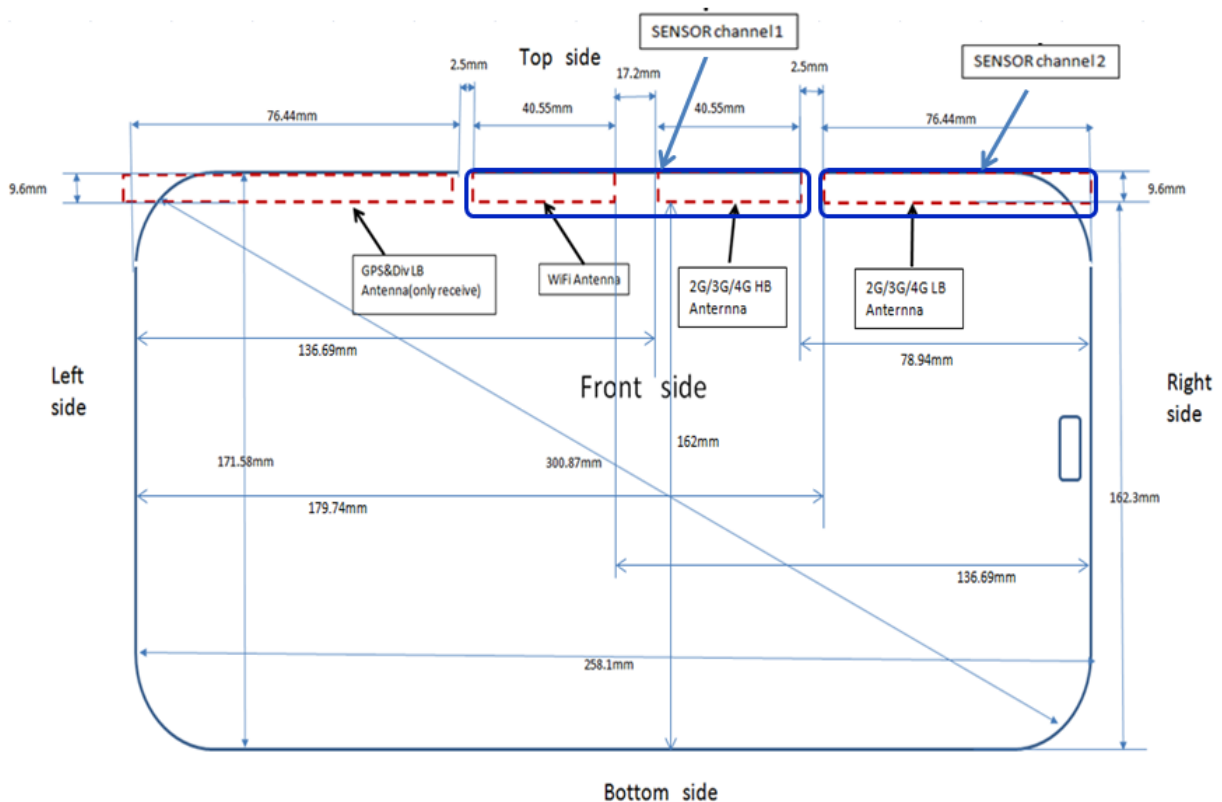 SENSOR channel 1
Top side
SENSOR channel 2
2.5mm
17.2mm
2.5mm
76.44mm
40.55mm
40.55mm
76.44mm
9.6mm
9.6mm
GPS&Div LB
Antenna(only receive)
WiFi Antenna
2G/3G/4G HB
Anternna
2G/3G/4G LB
Anternna
136.69mm
78.94mm
Left
side
Front side
Right
side
171.58mm
300.87mm
162mm
179.74mm
162.3mm
136.69mm
258.1mm
Bottom side